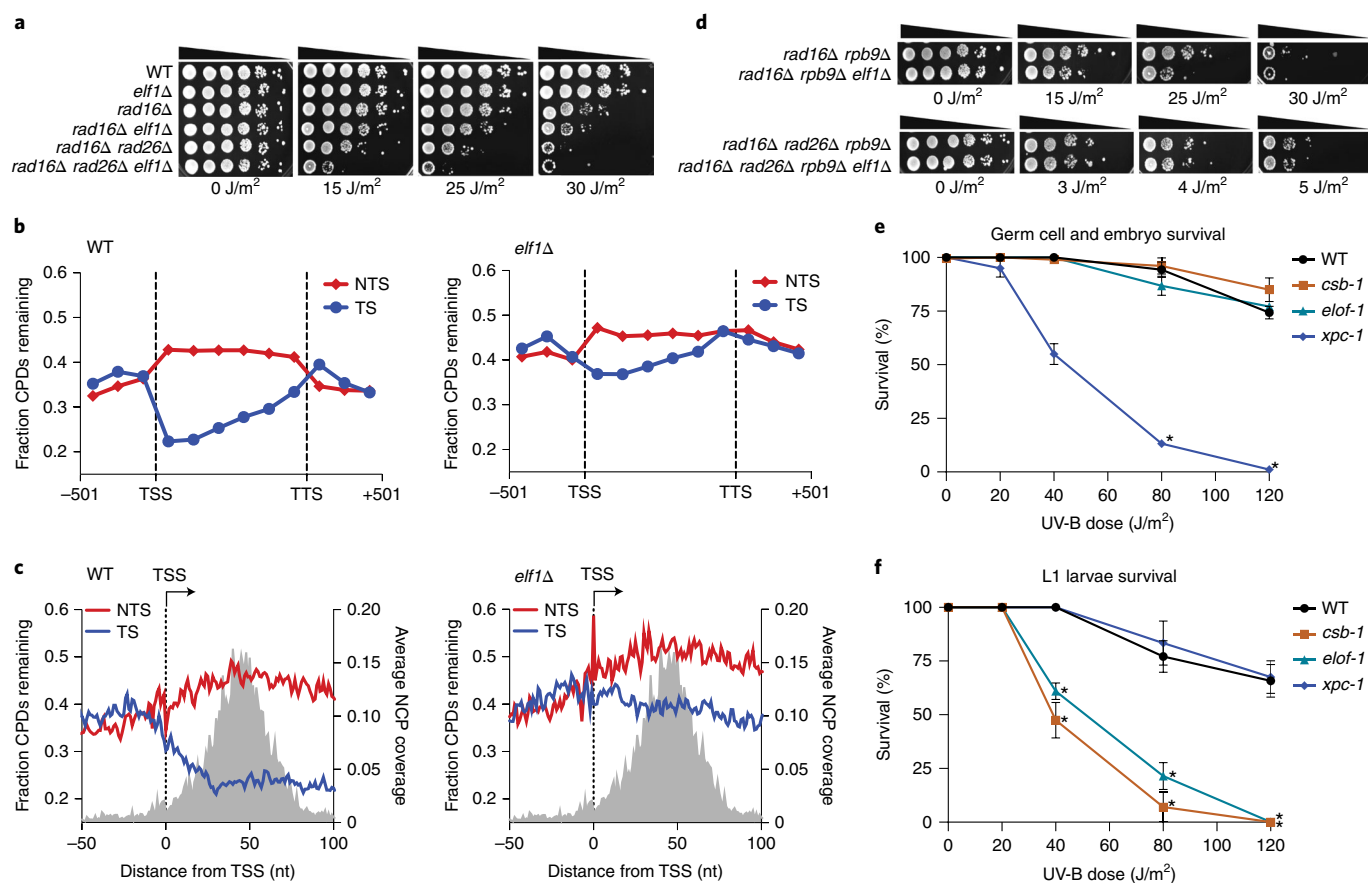 a
WT
elf1Δ
rad16Δ
rad16Δ elf1Δ
rad16Δ rad26Δ
rad16Δ rad26Δ elf1Δ
0 J/m²
15 J/m²
25 J/m²
30 J/m²
d
rad16Δ rpb9Δ
rad16Δ rpb9Δ elf1Δ
0 J/m²
15 J/m²
25 J/m²
30 J/m²
rad16Δ rad26Δ rpb9Δ
rad16Δ rad26Δ rpb9Δ elf1Δ
0 J/m²
3 J/m²
4 J/m²
5 J/m²
b
WT
Fraction CPDs remaining
0.6
0.5
0.4
0.3
0.2
NTS
TS
–501
TSS
TTS
+501
elf1Δ
Fraction CPDs remaining
0.6
0.5
0.4
0.3
0.2
NTS
TS
–501
TSS
TTS
+501
c
WT
TSS
NTS
TS
Fraction CPDs remaining
0.6
0.5
0.4
0.3
0.2
0.20
0.15
0.10
0.05
0
Average NCP coverage
–50
0
50
100
Distance from TSS (nt)
elf1Δ
TSS
NTS
TS
Fraction CPDs remaining
0.6
0.5
0.4
0.3
0.2
0.20
0.15
0.10
0.05
0
Average NCP coverage
–50
0
50
100
Distance from TSS (nt)
e
Germ cell and embryo survival
Survival (%)
100
75
50
25
0
0
20
40
60
80
100
120
UV-B dose (J/m²)
WT
csb-1
elof-1
xpc-1
*
*
f
L1 larvae survival
Survival (%)
100
75
50
25
0
0
20
40
60
80
100
120
UV-B dose (J/m²)
WT
csb-1
elof-1
xpc-1
*
*
*
*
*
*